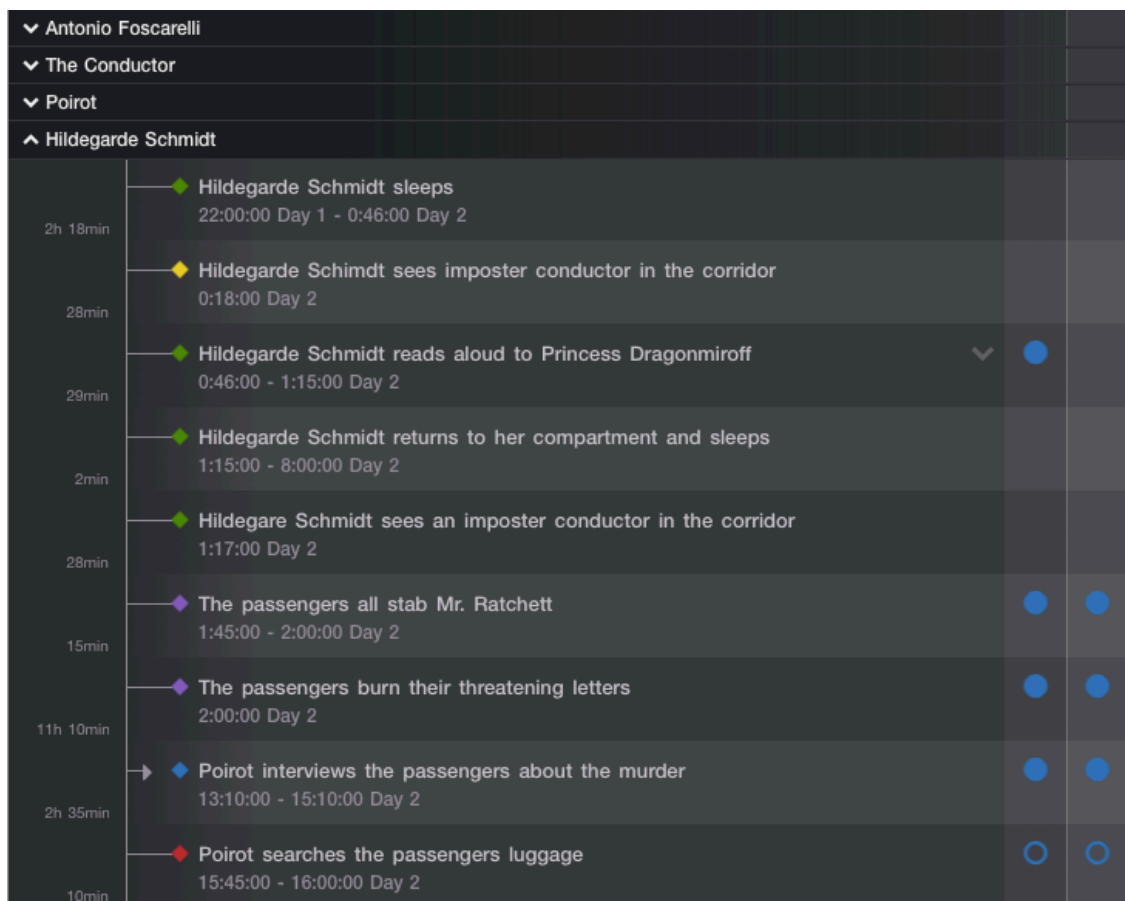 Antonio Foscarelli
The Conductor
Poirot
Hildegarde Schmidt
Hildegarde Schmidt sleeps
22:00:00 Day 1 - 0:46:00 Day 2
2h 18min
Hildegarde Schimdt sees imposter conductor in the corridor
0:18:00 Day 2
28min
Hildegarde Schmidt reads aloud to Princess Dragonmiroff
0:46:00 - 1:15:00 Day 2
29min
Hildegarde Schmidt returns to her compartment and sleeps
1:15:00 - 8:00:00 Day 2
2min
Hildegare Schmidt sees an imposter conductor in the corridor
1:17:00 Day 2
28min
The passengers all stab Mr. Ratchett
1:45:00 - 2:00:00 Day 2
15min
The passengers burn their threatening letters
2:00:00 Day 2
11h 10min
Poirot interviews the passengers about the murder
13:10:00 - 15:10:00 Day 2
2h 35min
Poirot searches the passengers luggage
15:45:00 - 16:00:00 Day 2
10min